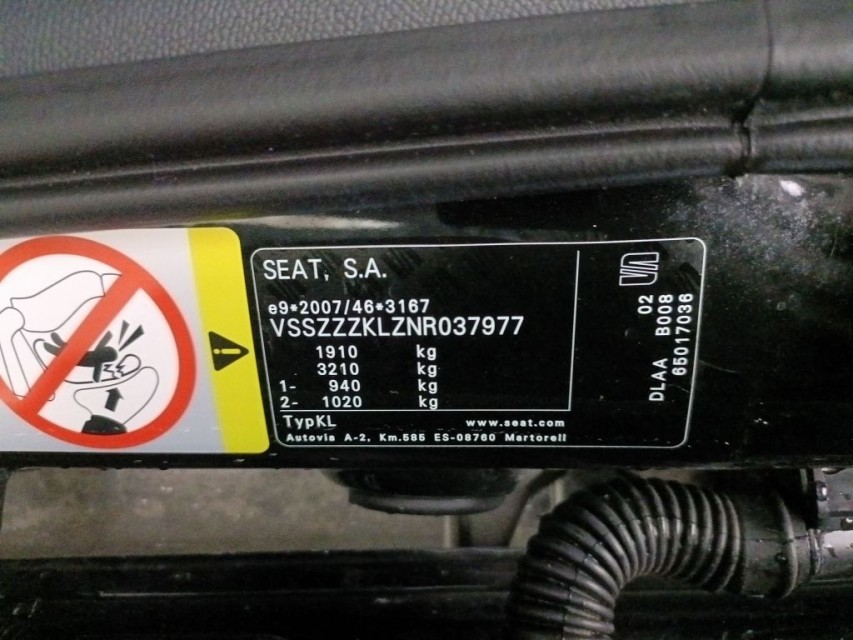 SEAT, S.A.
e9*2007/46*3167
VSSZZZKLZNR037977
1910 kg
3210 kg
1- 940 kg
2- 1020 kg
TypKL www.seat.com
Autovia A-2, Km.585 ES-08760 Martorell
02
DLAA B008
65017036